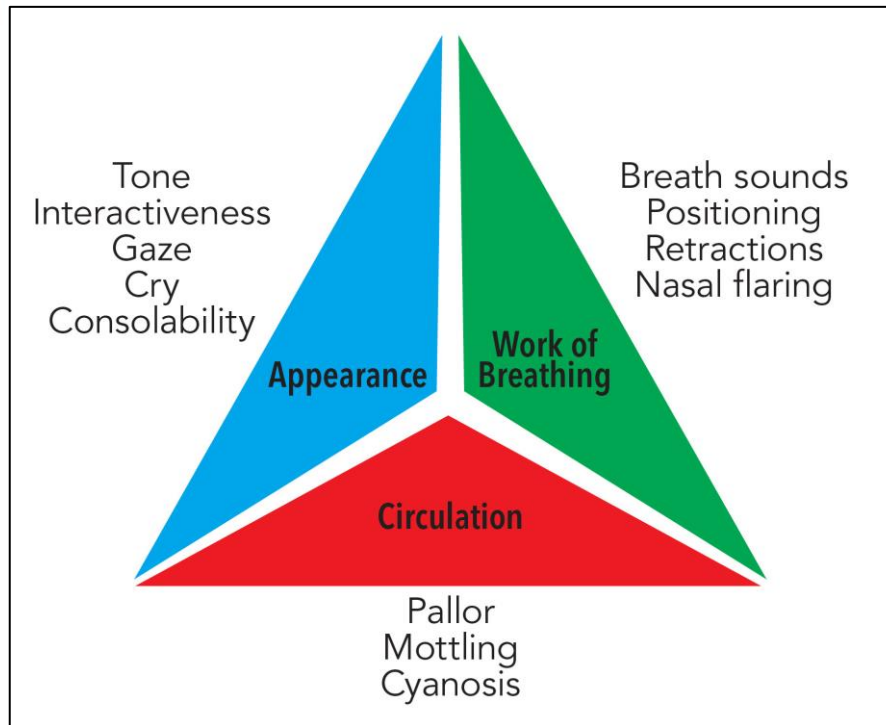 Tone
Interactiveness
Gaze
Cry
Consolability
Appearance
Breath sounds
Positioning
Retractions
Nasal flaring
Work of
Breathing
Circulation
Pallor
Mottling
Cyanosis